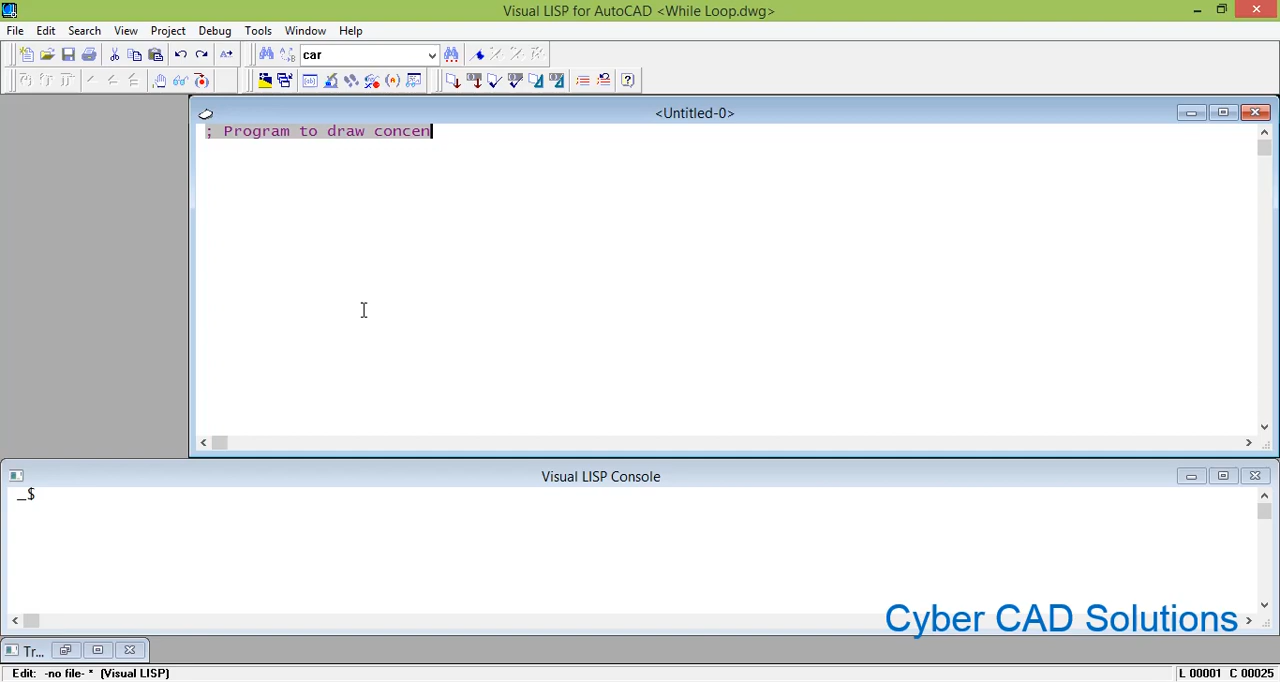 Visual LISP for AutoCAD <While Loop.dwg>
File Edit Search View Project Debug Tools Window Help
car
<Untitled-0>
; Program to draw concen
Visual LISP Console
_$
Cyber CAD Solutions
Tr...
Edit: -no file- * (Visual LISP) L 00001 C 00025